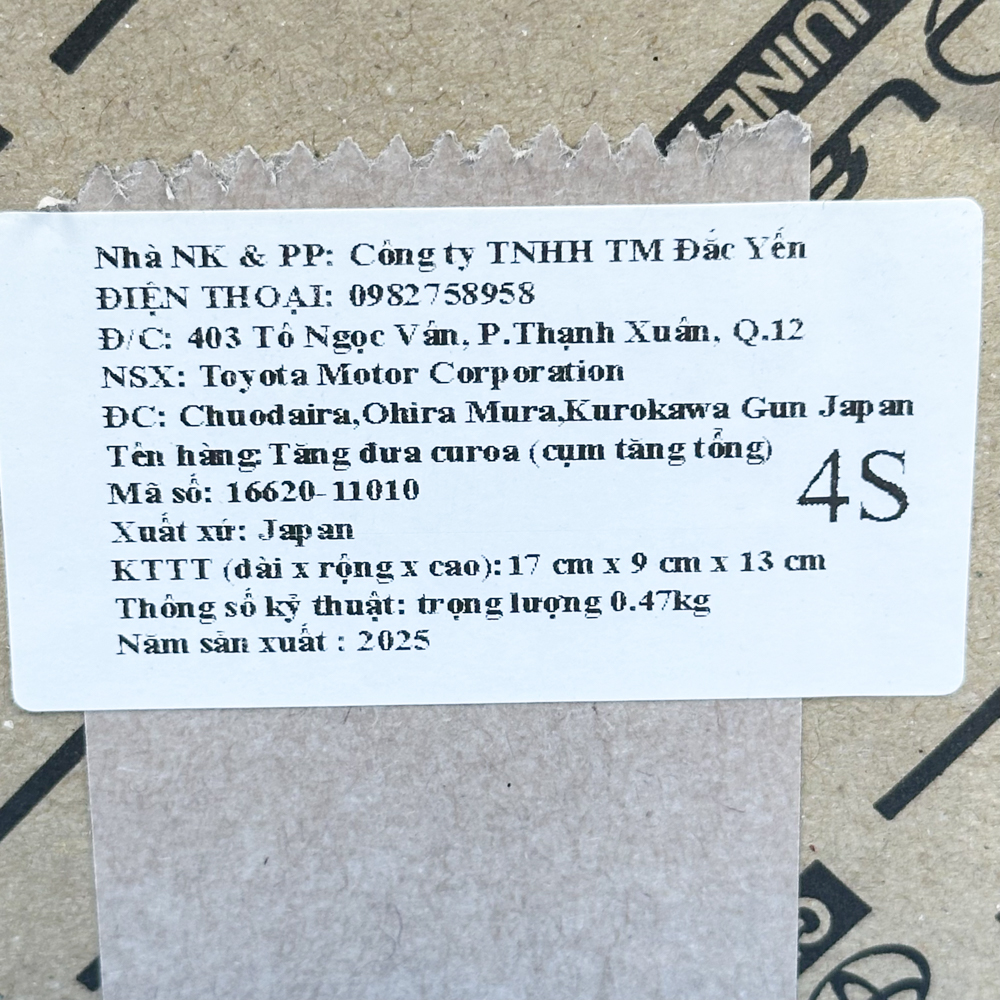 Nhà NK & PP: Công ty TNHH TM Đắc Yến
ĐIỆN THOẠI: 0982758958
Đ/C: 403 Tô Ngọc Vân, P.Thạnh Xuân, Q.12
NSX: Toyota Motor Corporation
ĐC: Chuodaira,Ohira Mura,Kurokawa Gun Japan
Tên hàng: Tăng đưa curoa (cụm tăng tổng)
Mã số: 16620-11010
4S
Xuất xứ: Japan
KTTT (dài x rộng x cao): 17 cm x 9 cm x 13 cm
Thông số kỹ thuật: trọng lượng 0.47kg
Năm sản xuất : 2025